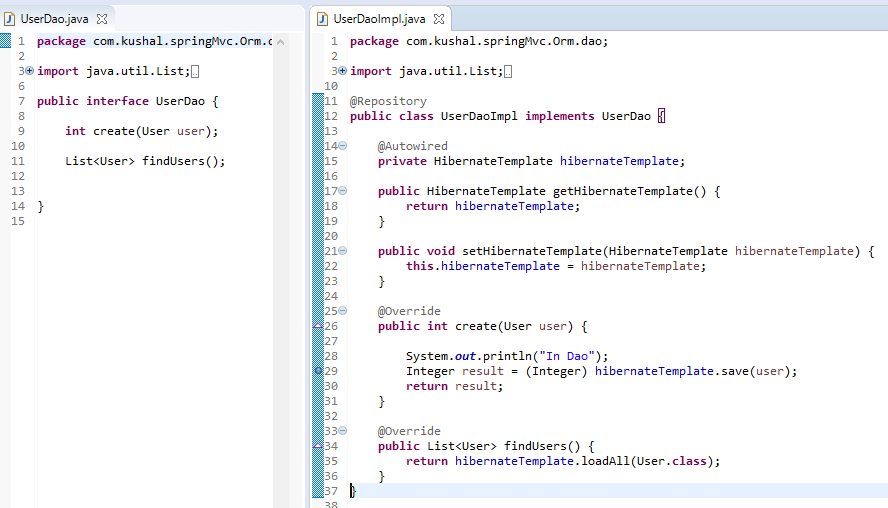 UserDao.java
1 package com.kushal.springMvc.Orm.d
2
3 import java.util.List;
6
7 public interface UserDao {
8
9 int create(User user);
10
11 List<User> findUsers();
12
13
14 }
15
UserDaoImpl.java
1 package com.kushal.springMvc.Orm.dao;
2
3 import java.util.List;
10
11 @Repository
12 public class UserDaoImpl implements UserDao {
13
14 @Autowired
15 private HibernateTemplate hibernateTemplate;
16
17 public HibernateTemplate getHibernateTemplate() {
18 return hibernateTemplate;
19 }
20
21 public void setHibernateTemplate(HibernateTemplate hibernateTemplate) {
22 this.hibernateTemplate = hibernateTemplate;
23 }
24
25 @Override
26 public int create(User user) {
27
28 System.out.println("In Dao");
29 Integer result = (Integer) hibernateTemplate.save(user);
30 return result;
31 }
32
33 @Override
34 public List<User> findUsers() {
35 return hibernateTemplate.loadAll(User.class);
36 }
37 }
38